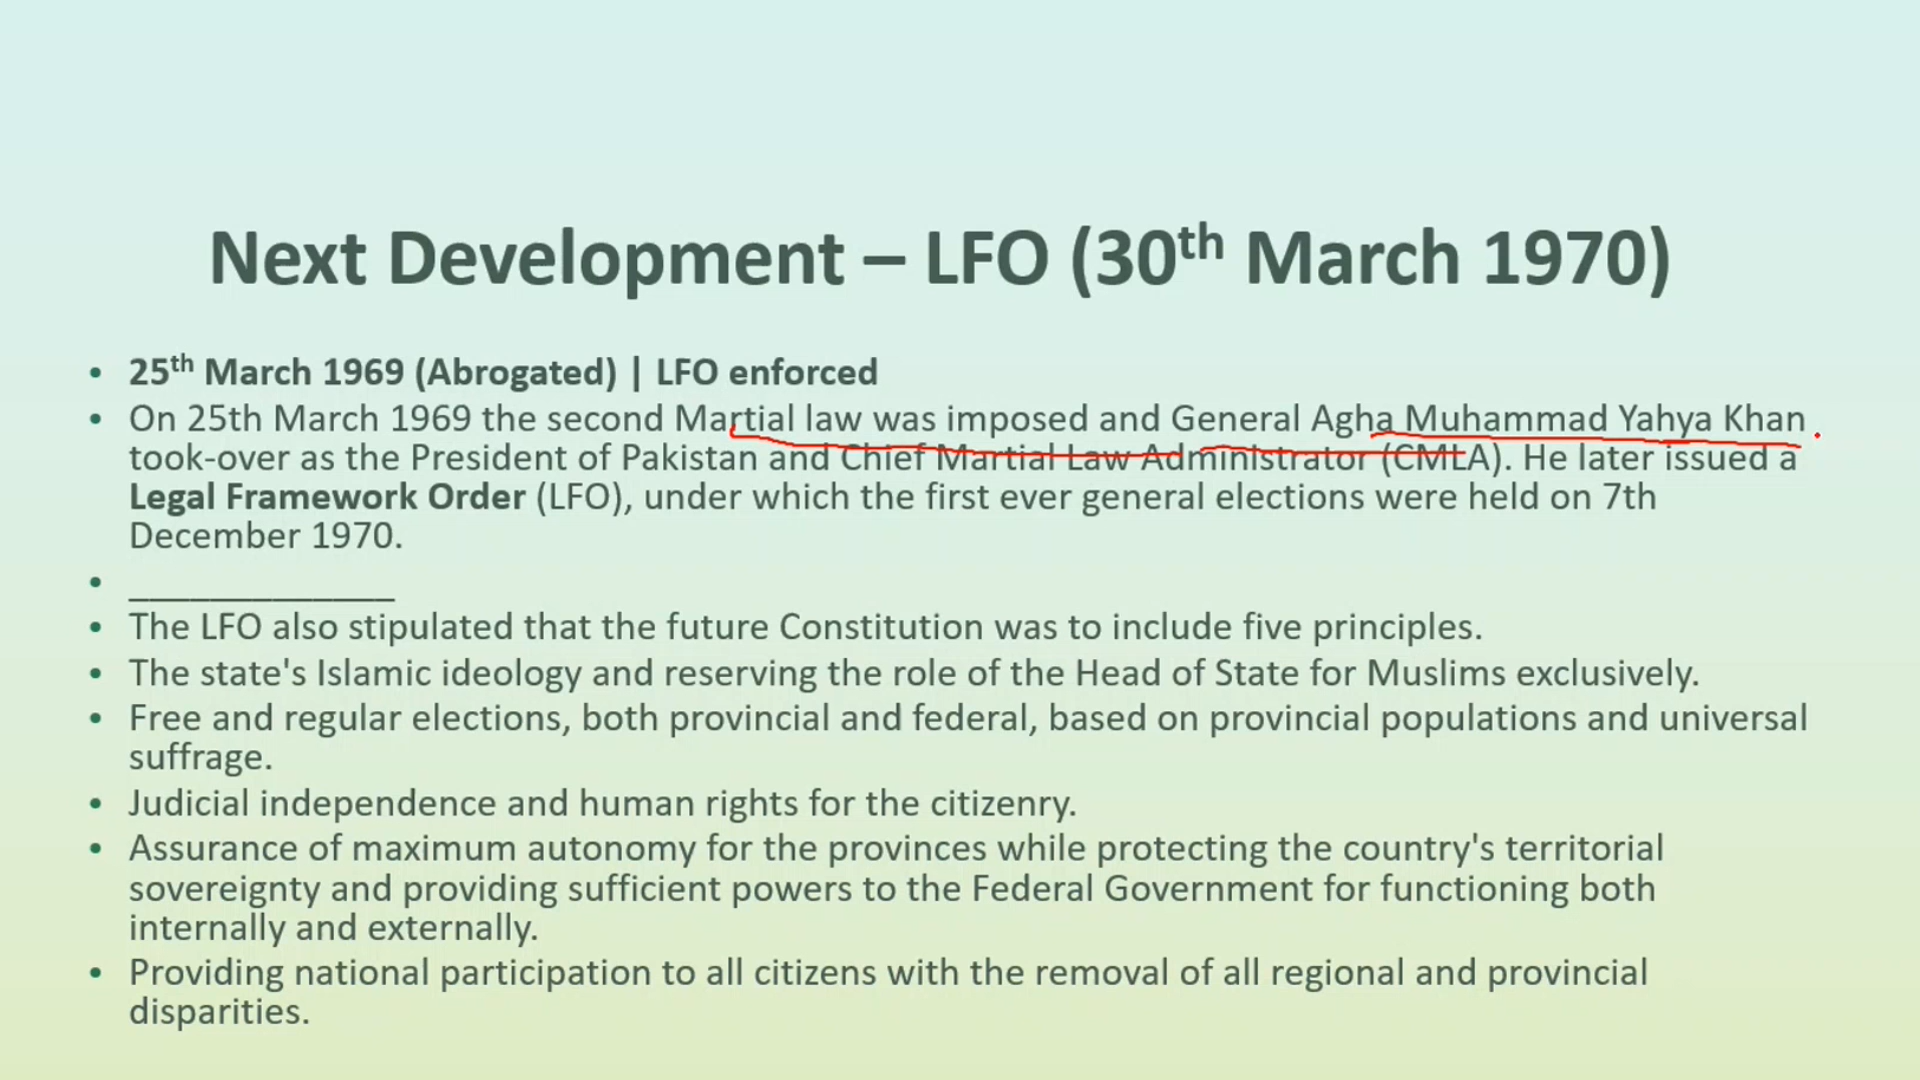 Next Development – LFO (30th March 1970)
• 25th March 1969 (Abrogated) | LFO enforced
• On 25th March 1969 the second Martial law was imposed and General Agha Muhammad Yahya Khan
took-over as the President of Pakistan and Chief Martial Law Administrator (CMLA). He later issued a
Legal Framework Order (LFO), under which the first ever general elections were held on 7th
December 1970.
• _____________
• The LFO also stipulated that the future Constitution was to include five principles.
• The state's Islamic ideology and reserving the role of the Head of State for Muslims exclusively.
• Free and regular elections, both provincial and federal, based on provincial populations and universal
suffrage.
• Judicial independence and human rights for the citizenry.
• Assurance of maximum autonomy for the provinces while protecting the country's territorial
sovereignty and providing sufficient powers to the Federal Government for functioning both
internally and externally.
• Providing national participation to all citizens with the removal of all regional and provincial
disparities.